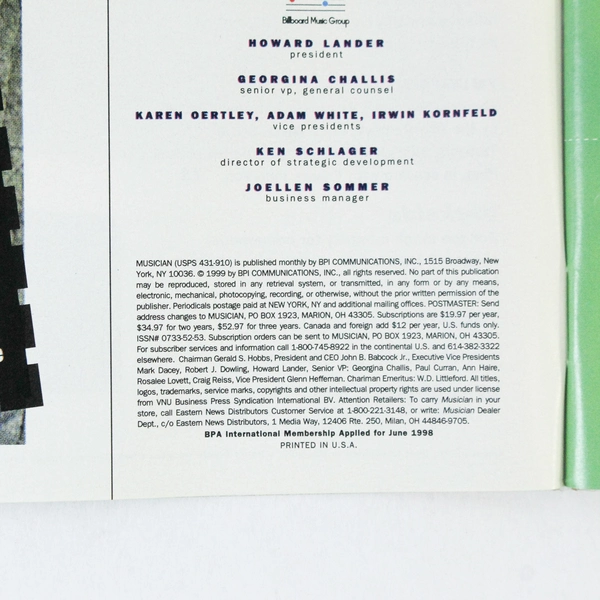 Billboard Music Group
HOWARD LANDER
president
GEORGINA CHALLIS
senior vp, general counsel
KAREN OERTLEY, ADAM WHITE, IRWIN KORNFELD
vice presidents
KEN SCHLAGER
director of strategic development
JOELLEN SOMMER
business manager
MUSICIAN (USPS 431-910) is published monthly by BPI COMMUNICATIONS, INC., 1515 Broadway, New
York, NY 10036. © 1999 by BPI COMMUNICATIONS, INC., all rights reserved. No part of this publication
may be reproduced, stored in any retrieval system, or transmitted, in any form or by any means,
electronic, mechanical, photocopying, recording, or otherwise, without the prior written permission of the
publisher. Periodicals postage paid at NEW YORK, NY and additional mailing offices. POSTMASTER: Send
address changes to MUSICIAN, PO BOX 1923, MARION, OH 43305. Subscriptions are $19.97 per year,
$34.97 for two years, $52.97 for three years. Canada and foreign add $12 per year, U.S. funds only.
ISSN# 0733-52-53. Subscription orders can be sent to MUSICIAN, PO BOX 1923, MARION, OH 43305.
For subscriber services and information call 1-800-745-8922 in the continental U.S. and 614-382-3322
elsewhere. Chairman Gerald S. Hobbs, President and CEO John B. Babcock Jr., Executive Vice Presidents
Mark Dacey, Robert J. Dowling, Howard Lander, Senior VP: Georgina Challis, Paul Curran, Ann Haire,
Rosalee Lovett, Craig Reiss, Vice President Glenn Heffernan. Chariman Emeritus: W.D. Littleford. All titles,
logos, trademarks, service marks, copyrights and other intellectual property rights are used under license
from VNU Business Press Syndication International BV. Attention Retailers: To carry Musician in your
store, call Eastern News Distributors Customer Service at 1-800-221-3148, or write: Musician Dealer
Dept., c/o Eastern News Distributors, 1 Media Way, 12406 Rte. 250, Milan, OH 44846-9705.
BPA International Membership Applied for June 1998
PRINTED IN U.S.A.